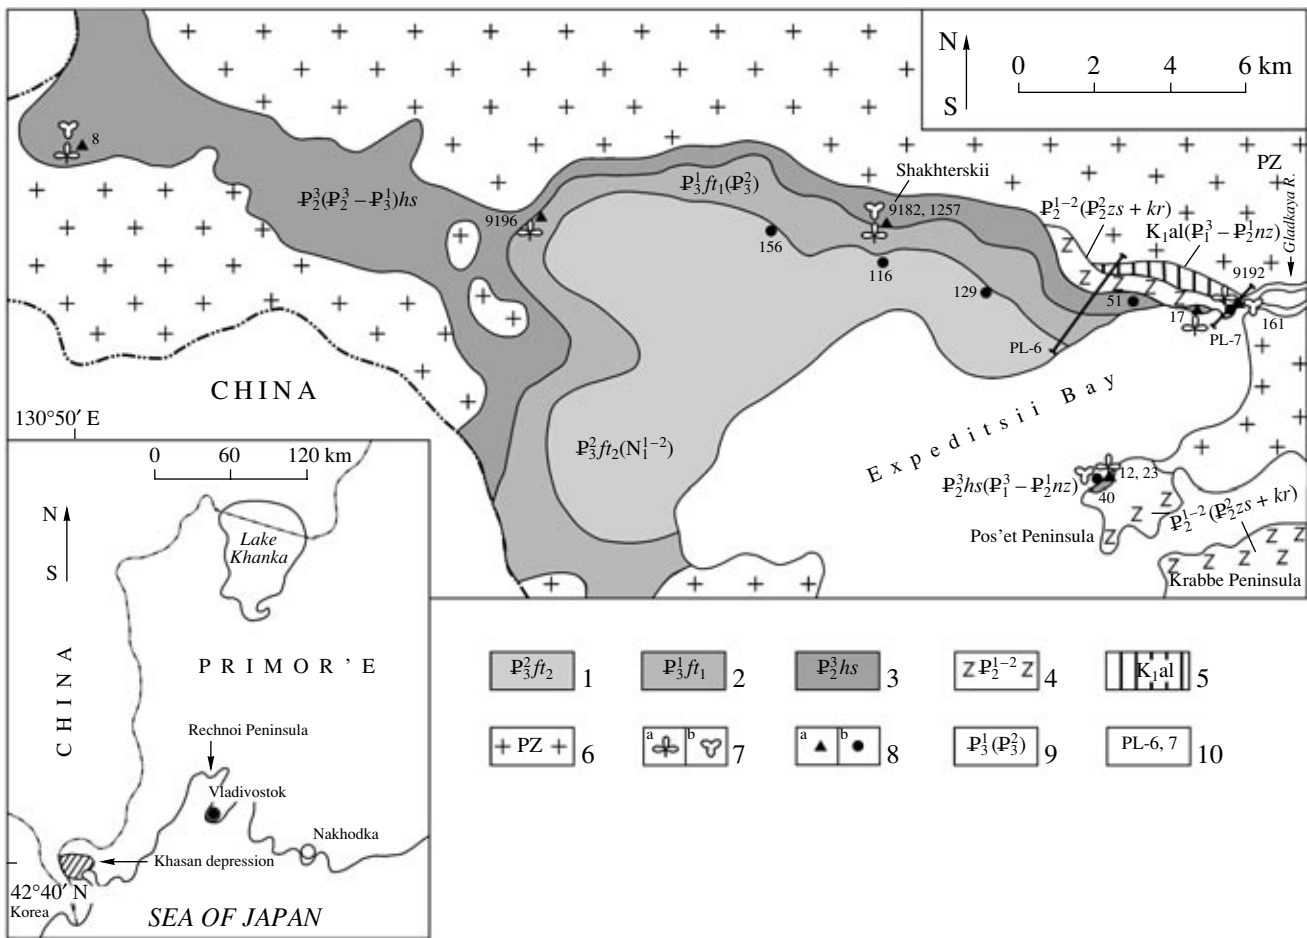 N
S
0 2 4 6 km
PZ
Gladkaya R.
8
Shakhterskii
9182, 1257
₽₃¹ft₁(₽₃²)
₽₂³(₽₂³ – ₽₃¹)hs
₽₂¹⁻²(₽₂²zs + kr)
K₁al(₽₁³ – ₽₂¹nz)
9196
156
116
129
51
17
9192
161
PL-6
PL-7
CHINA
Expeditsii Bay
₽₃²ft₂(N₁¹⁻²)
₽₂³hs(₽₁³ – ₽₂¹nz)
12, 23
40
₽₂¹⁻²(₽₂²zs + kr)
Pos’et Peninsula
Krabbe Peninsula
130°50′ E
0 60 120 km
N
S
Lake
Khanka
CHINA
PRIMOR’E
Rechnoi Peninsula
Vladivostok
Nakhodka
Khasan depression
42°40′ N
Korea
SEA OF JAPAN
₽₃²ft₂ 1
₽₃¹ft₁ 2
₽₂³hs 3
Z ₽₂¹⁻² Z 4
K₁al 5
PZ 6
a b 7
a b 8
₽₃¹(₽₃²) 9
PL-6, 7 10